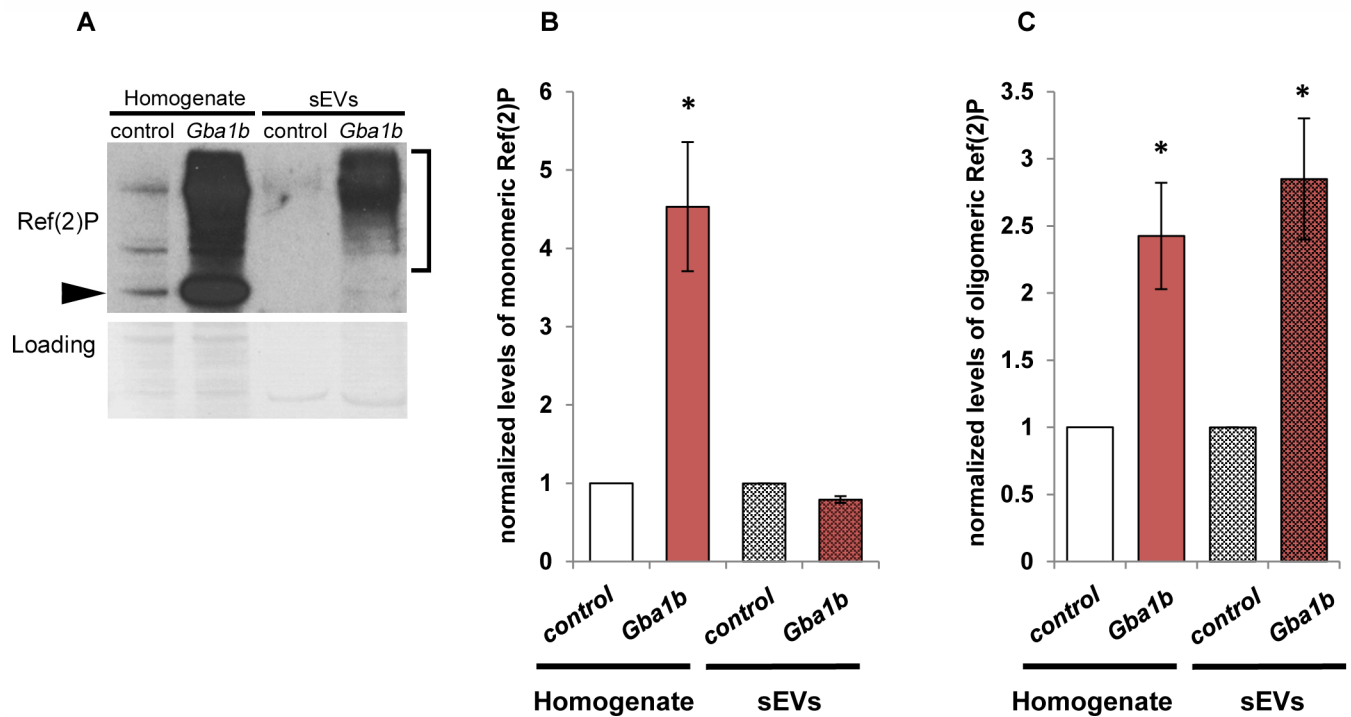 A
Homogenate sEVs
control Gba1b control Gba1b
Ref(2)P
Loading
B
normalized levels of monomeric Ref(2)P
6
5
4
3
2
1
0
control Gba1b control Gba1b
Homogenate sEVs
*
C
normalized levels of oligomeric Ref(2)P
3.5
3
2.5
2
1.5
1
0.5
0
control Gba1b control Gba1b
Homogenate sEVs
*
*